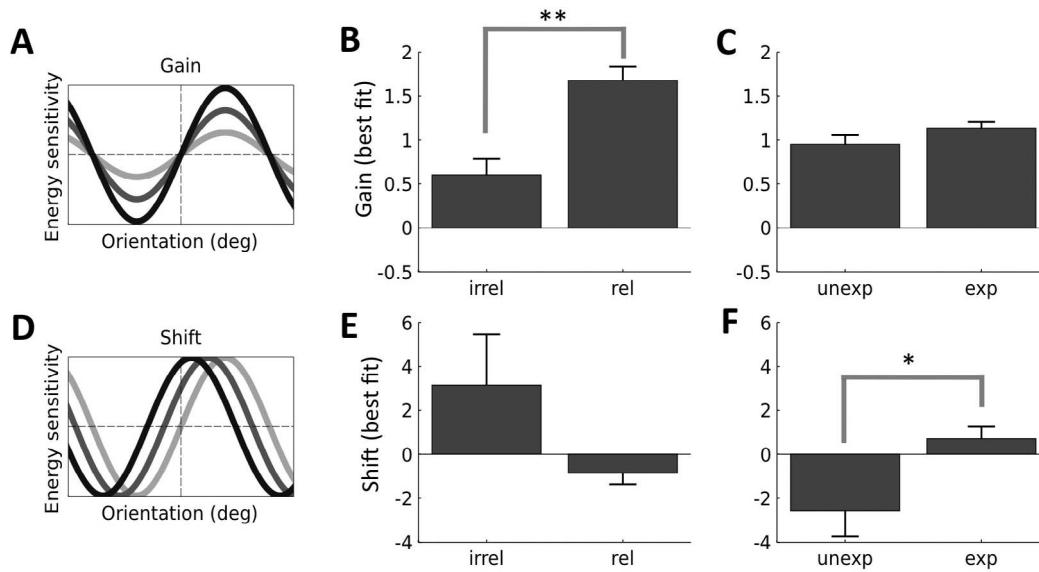 A
Gain
Energy sensitivity
Orientation (deg)
B
**
Gain (best fit)
2
1.5
1
0.5
0
-0.5
irrel
rel
C
2
1.5
1
0.5
0
-0.5
unexp
exp
D
Shift
Energy sensitivity
Orientation (deg)
E
Shift (best fit)
6
4
2
0
-2
-4
irrel
rel
F
*
6
4
2
0
-2
-4
unexp
exp